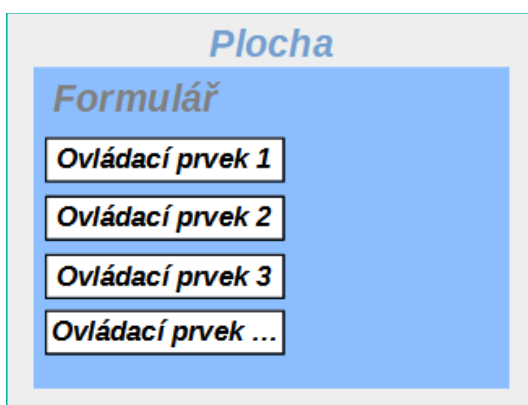 Plocha
Formulář
Ovládací prvek 1
Ovládací prvek 2
Ovládací prvek 3
Ovládací prvek ...